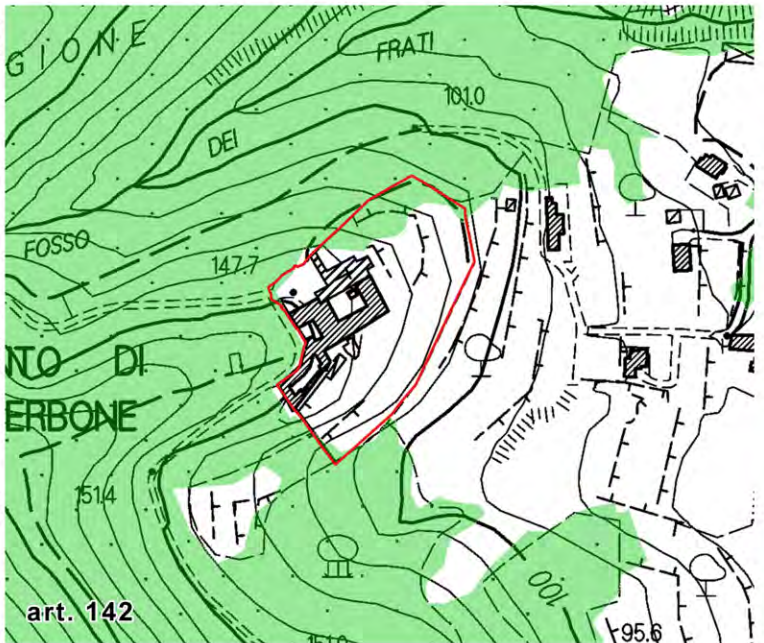 GIONE
FRATI
101.0
DEI
FOSSO
147.7
NTO DI
ERBONE
151.4
100
art. 142
95.6